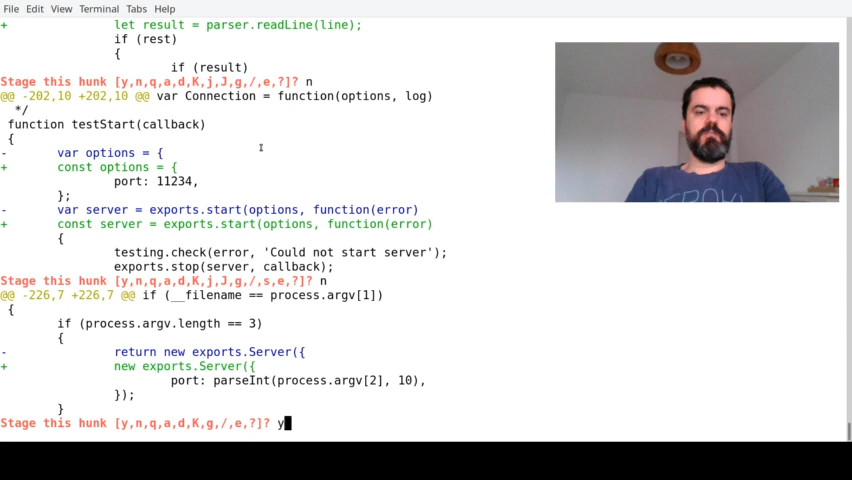 File Edit View Terminal Tabs Help
+ let result = parser.readLine(line);
if (rest)
{
if (result)
Stage this hunk [y,n,q,a,d,K,j,J,g,/,e,?]? n
@@ -202,10 +202,10 @@ var Connection = function(options, log)
*/
function testStart(callback)
{
- var options = {
+ const options = {
port: 11234,
};
- var server = exports.start(options, function(error)
+ const server = exports.start(options, function(error)
{
testing.check(error, 'Could not start server');
exports.stop(server, callback);
Stage this hunk [y,n,q,a,d,K,j,J,g,/,s,e,?]? n
@@ -226,7 +226,7 @@ if (__filename == process.argv[1])
{
if (process.argv.length == 3)
{
- return new exports.Server({
+ new exports.Server({
port: parseInt(process.argv[2], 10),
});
}
Stage this hunk [y,n,q,a,d,K,g,/,e,?]? y